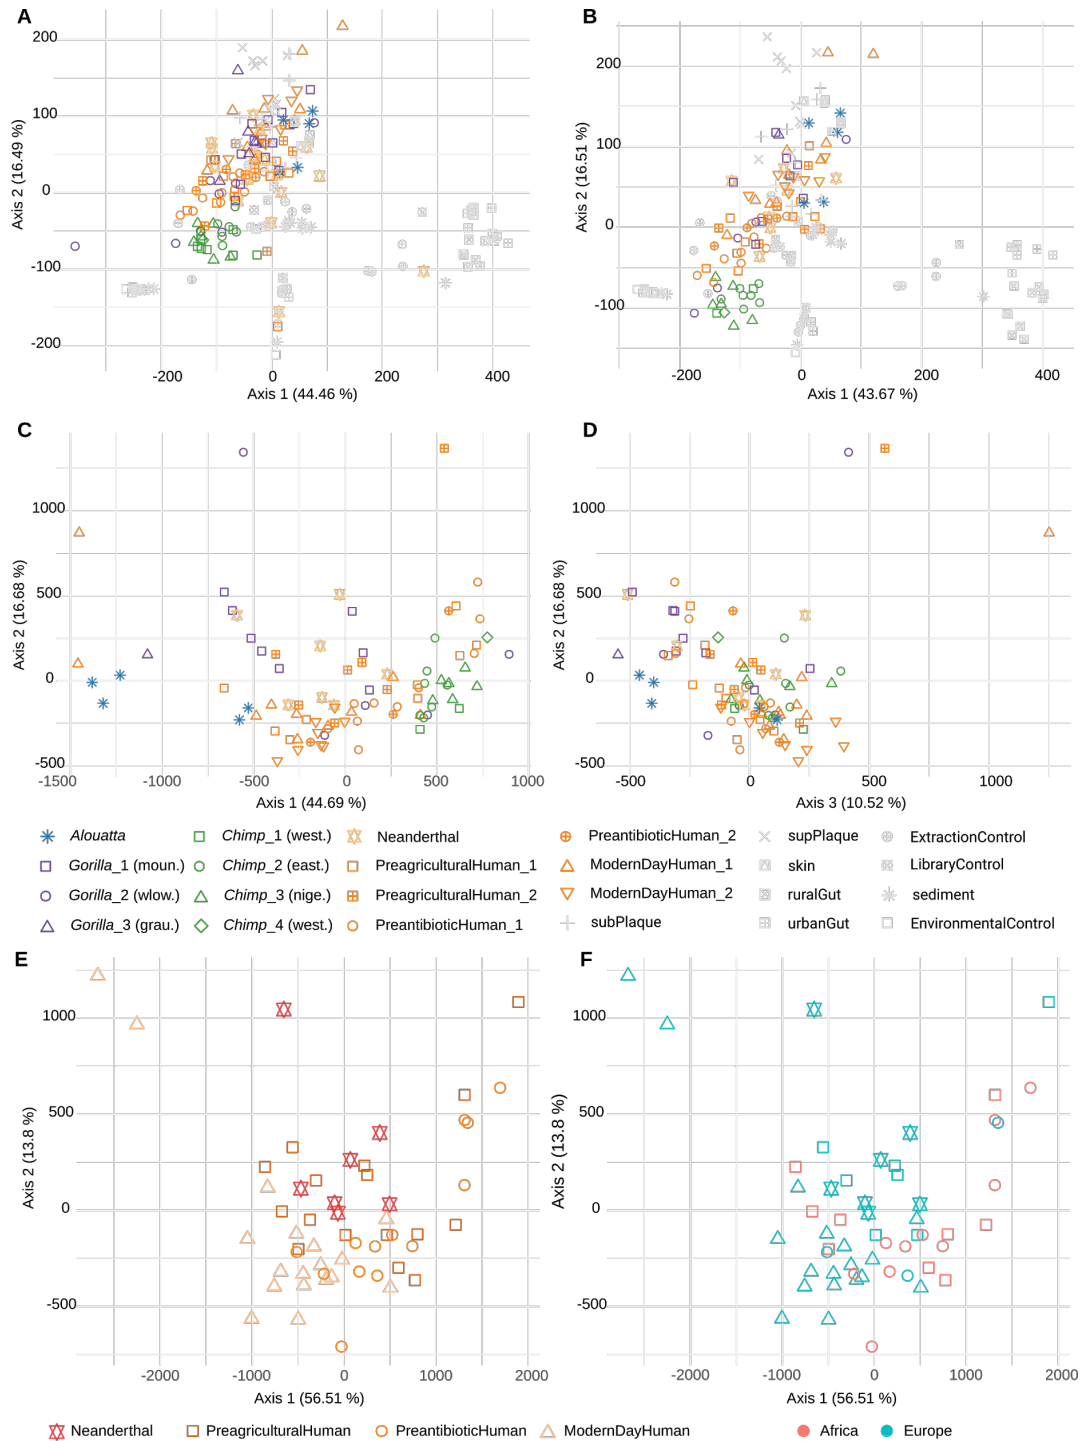 A
B
200
100
0
-100
-200
Axis 2 (16.49 %)
-200
0
200
400
Axis 1 (44.46 %)
200
100
0
-100
Axis 2 (16.51 %)
-200
0
200
400
Axis 1 (43.67 %)
C
D
1000
500
0
-500
Axis 2 (16.68 %)
-1500
-1000
-500
0
500
1000
Axis 1 (44.69 %)
1000
500
0
-500
Axis 2 (16.68 %)
-500
0
500
1000
Axis 3 (10.52 %)
Alouatta
Gorilla_1 (moun.)
Gorilla_2 (wlow.)
Gorilla_3 (grau.)
Chimp_1 (west.)
Chimp_2 (east.)
Chimp_3 (nige.)
Chimp_4 (west.)
Neanderthal
PreagriculturalHuman_1
PreagriculturalHuman_2
PreantibioticHuman_1
PreantibioticHuman_2
ModernDayHuman_1
ModernDayHuman_2
subPlaque
supPlaque
skin
ruralGut
urbanGut
ExtractionControl
LibraryControl
sediment
EnvironmentalControl
E
F
1000
500
0
-500
Axis 2 (13.8 %)
-2000
-1000
0
1000
2000
Axis 1 (56.51 %)
1000
500
0
-500
Axis 2 (13.8 %)
-2000
-1000
0
1000
2000
Axis 1 (56.51 %)
Neanderthal
PreagriculturalHuman
PreantibioticHuman
ModernDayHuman
Africa
Europe